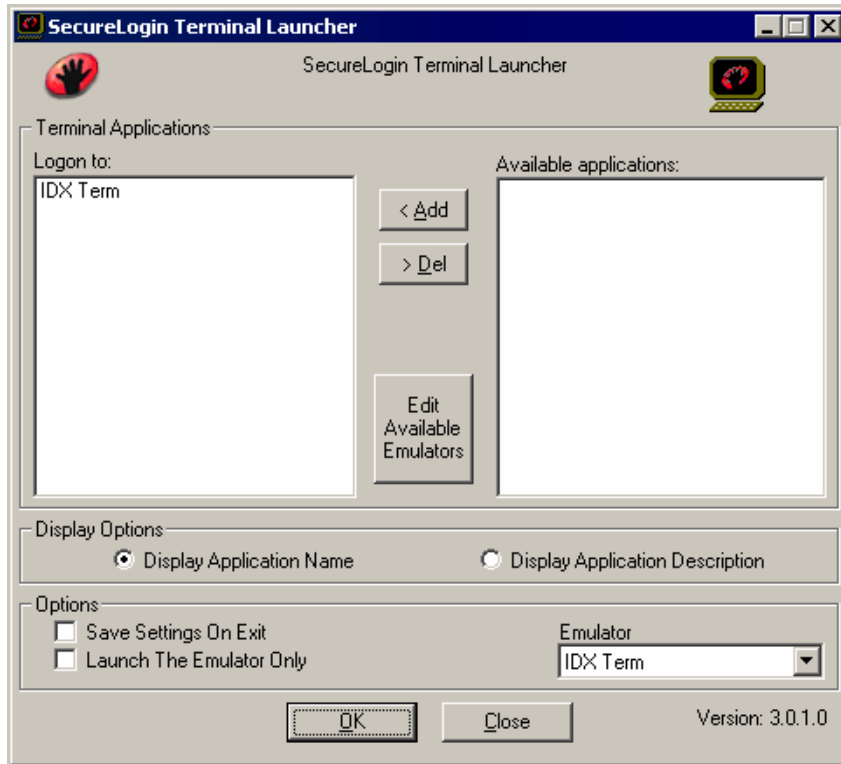 SecureLogin Terminal Launcher
SecureLogin Terminal Launcher
Terminal Applications
Logon to:
Available applications:
IDX Term
< Add
> Del
Edit
Available
Emulators
Display Options
Display Application Name
Display Application Description
Options
Save Settings On Exit
Emulator
Launch The Emulator Only
IDX Term
OK
Close
Version: 3.0.1.0